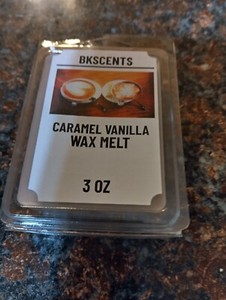 BKSCENTS
CARAMEL VANILLA
WAX MELT
3 OZ